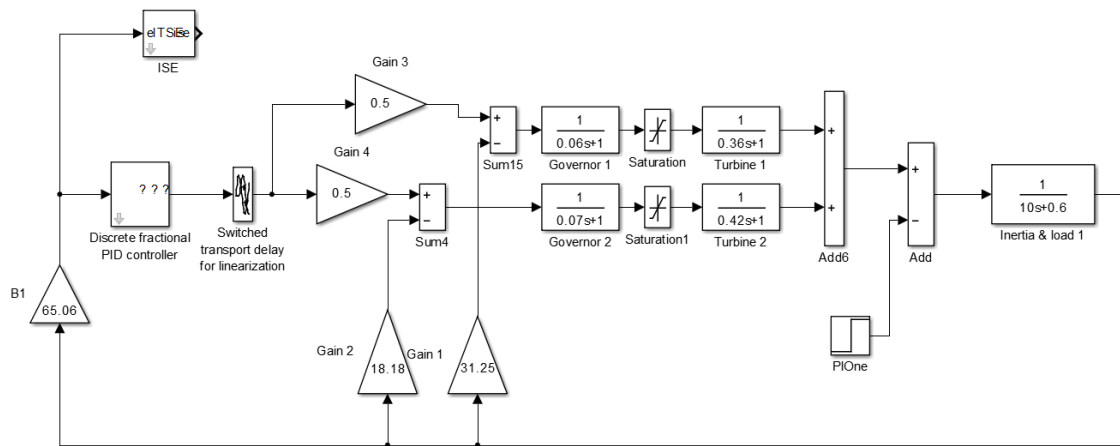 ISE
Gain 3
0.5
Gain 4
0.5
+
−
Sum15
1
0.06s+1
Governor 1
Saturation
1
0.36s+1
Turbine 1
+
+
Add6
+
−
Add
1
10s+0.6
Inertia & load 1
? ? ?
Discrete fractional
PID controller
Switched
transport delay
for linearization
+
−
Sum4
1
0.07s+1
Governor 2
Saturation1
1
0.42s+1
Turbine 2
B1
65.06
Gain 2
18.18
Gain 1
31.25
PlOne